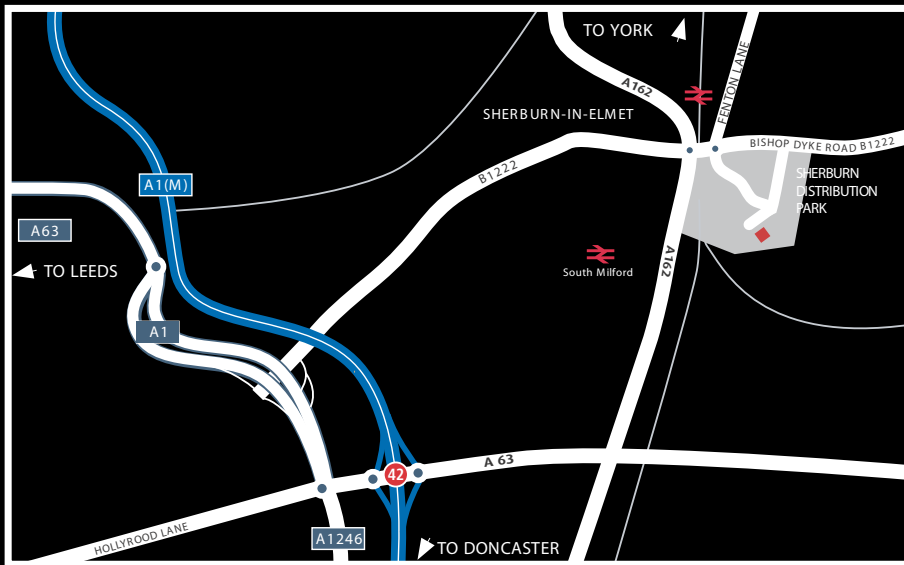 TO YORK
A162
FENTON LANE
SHERBURN-IN-ELMET
BISHOP DYKE ROAD B1222
B1222
A1(M)
SHERBURN
DISTRIBUTION
PARK
A63
A162
TO LEEDS
South Milford
A1
A 63
42
HOLLYROOD LANE
A1246
TO DONCASTER